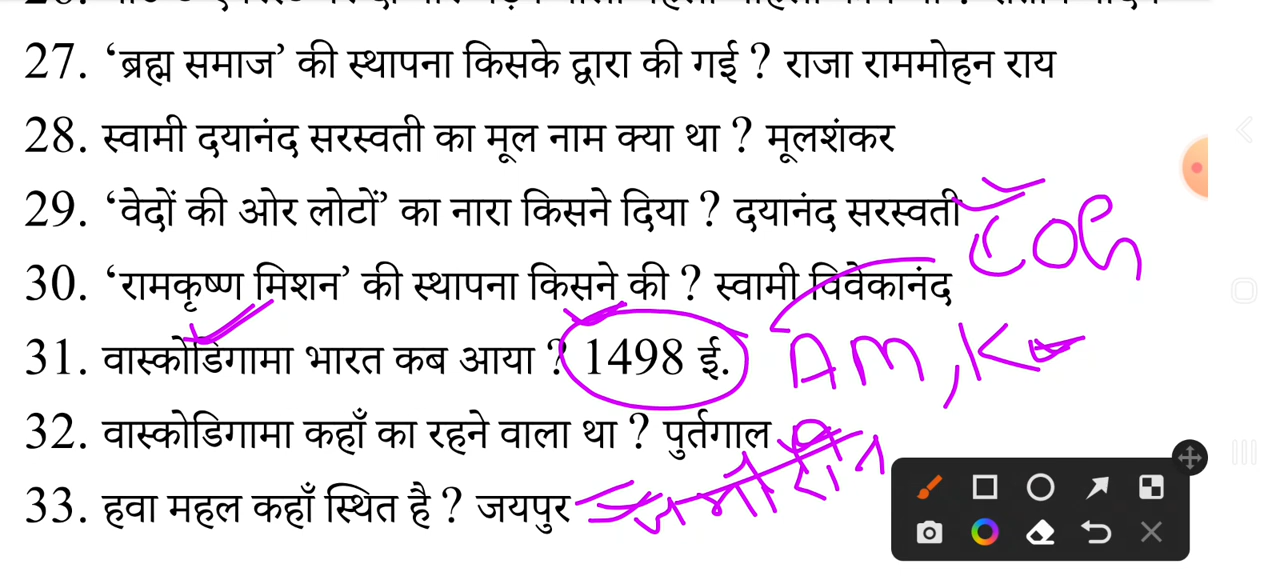 27. ‘ब्रह्म समाज’ की स्थापना किसके द्वारा की गई ? राजा राममोहन राय
28. स्वामी दयानंद सरस्वती का मूल नाम क्या था ? मूलशंकर
29. ‘वेदों की ओर लोटों’ का नारा किसने दिया ? दयानंद सरस्वती
30. ‘रामकृष्ण मिशन’ की स्थापना किसने की ? स्वामी विवेकानंद
31. वास्कोडिगामा भारत कब आया ? 1498 ई. AM, K
32. वास्कोडिगामा कहाँ का रहने वाला था ? पुर्तगाल
33. हवा महल कहाँ स्थित है ? जयपुर